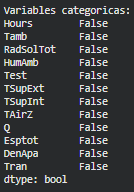 Variables categoricas:
Hours False
Tamb False
RadSolTot False
HumAmb False
Test False
TSupExt False
TSupInt False
TAirZ False
Q False
Esptot False
DenApa False
Tran False
dtype: bool